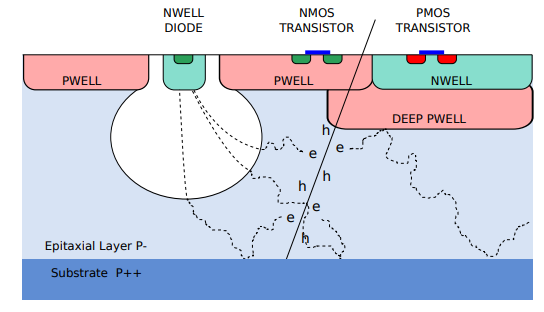 NWELL
DIODE
NMOS
TRANSISTOR
PMOS
TRANSISTOR
PWELL
PWELL
NWELL
DEEP PWELL
h
e
e
h
h
e
e
h
Epitaxial Layer P-
Substrate P++